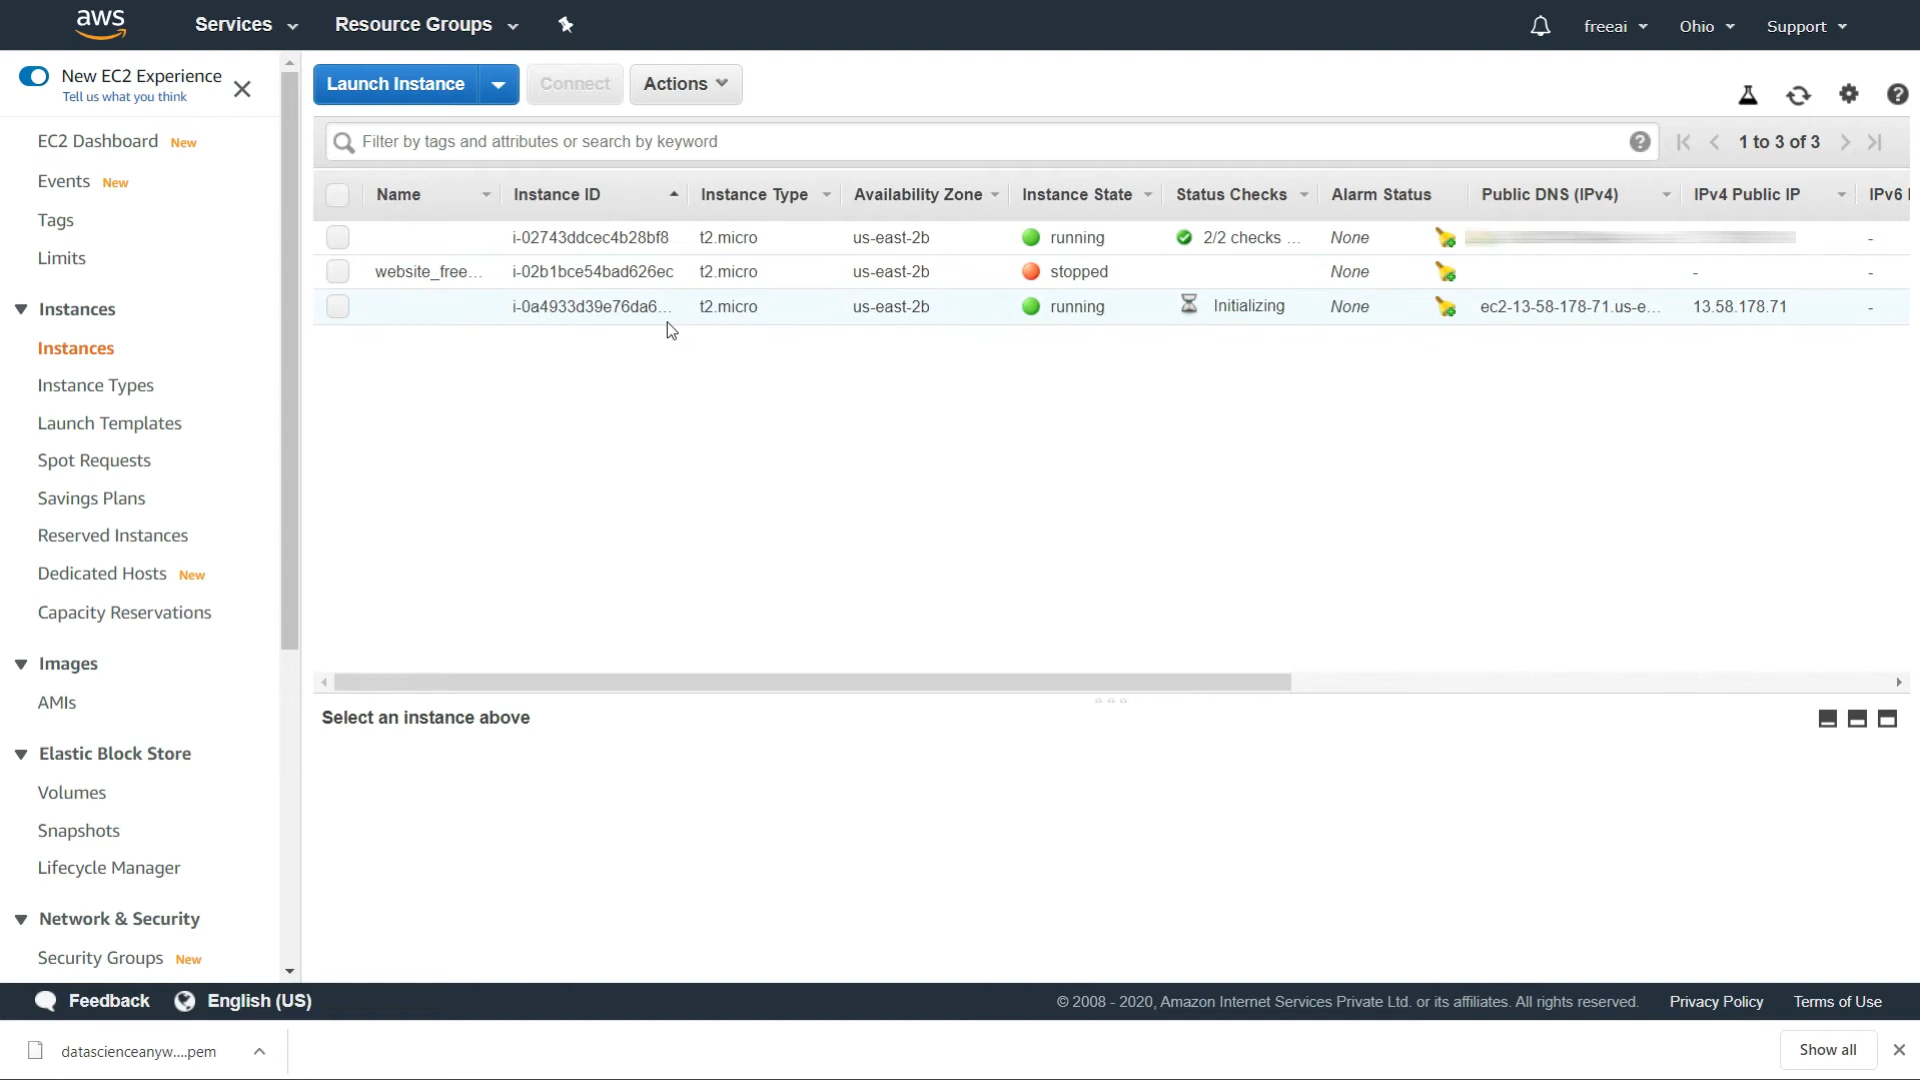 aws Services Resource Groups freeai Ohio Support
New EC2 Experience
Tell us what you think
Launch Instance Connect Actions
EC2 Dashboard New
Filter by tags and attributes or search by keyword 1 to 3 of 3
Events New
Name Instance ID Instance Type Availability Zone Instance State Status Checks Alarm Status Public DNS (IPv4) IPv4 Public IP IPv6
Tags
i-02743ddcec4b28bf8 t2.micro us-east-2b running 2/2 checks ... None -
Limits
website_free... i-02b1bce54bad626ec t2.micro us-east-2b stopped None - -
Instances
i-0a4933d39e76da6... t2.micro us-east-2b running Initializing None ec2-13-58-178-71.us-e... 13.58.178.71 -
Instances
Instance Types
Launch Templates
Spot Requests
Savings Plans
Reserved Instances
Dedicated Hosts New
Capacity Reservations
Images
AMIs
Select an instance above
Elastic Block Store
Volumes
Snapshots
Lifecycle Manager
Network & Security
Security Groups New
Feedback English (US) © 2008 - 2020, Amazon Internet Services Private Ltd. or its affiliates. All rights reserved. Privacy Policy Terms of Use
datascienceanyw....pem Show all